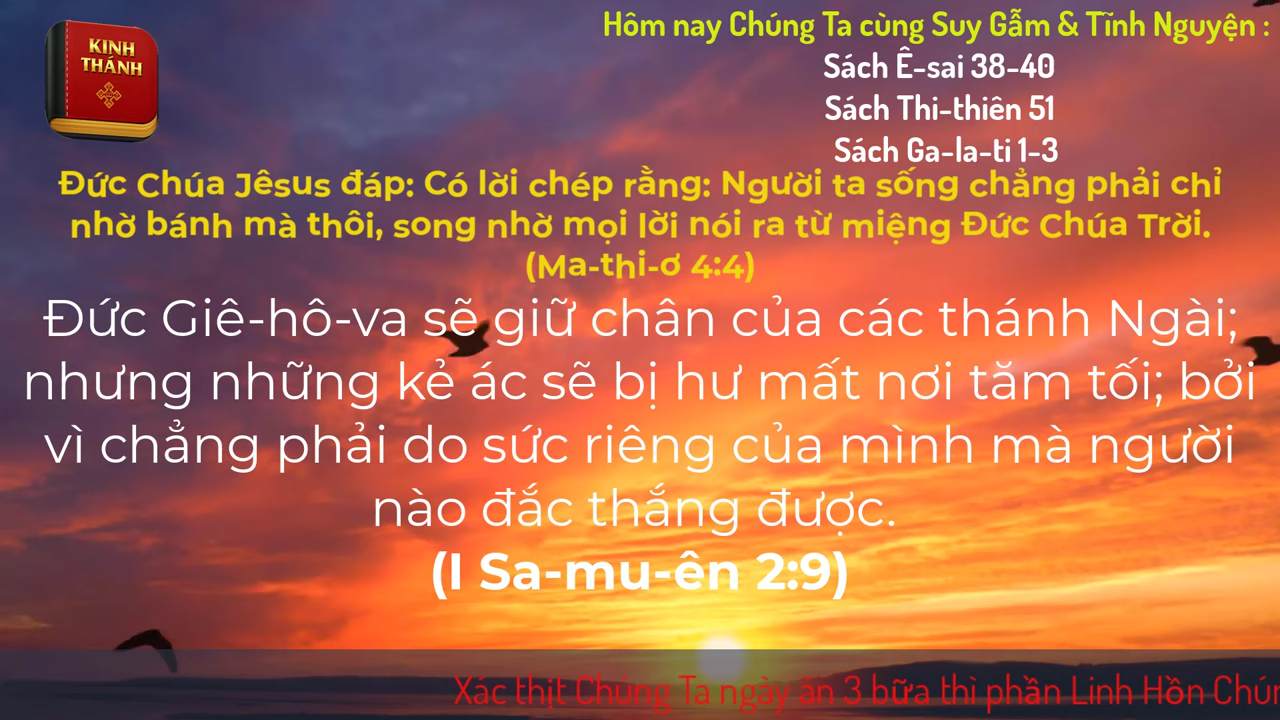 KINH
THÁNH
Hôm nay Chúng Ta cùng Suy Gẫm & Tĩnh Nguyện :
Sách Ê-sai 38-40
Sách Thi-thiên 51
Sách Ga-la-ti 1-3
Đức Chúa Jêsus đáp: Có lời chép rằng: Người ta sống chẳng phải chỉ
nhờ bánh mà thôi, song nhờ mọi lời nói ra từ miệng Đức Chúa Trời.
(Ma-thi-ơ 4:4)
Đức Giê-hô-va sẽ giữ chân của các thánh Ngài;
nhưng những kẻ ác sẽ bị hư mất nơi tăm tối; bởi
vì chẳng phải do sức riêng của mình mà người
nào đắc thắng được.
(I Sa-mu-ên 2:9)
Xác thịt Chúng Ta ngày ăn 3 bữa thì phần Linh Hồn